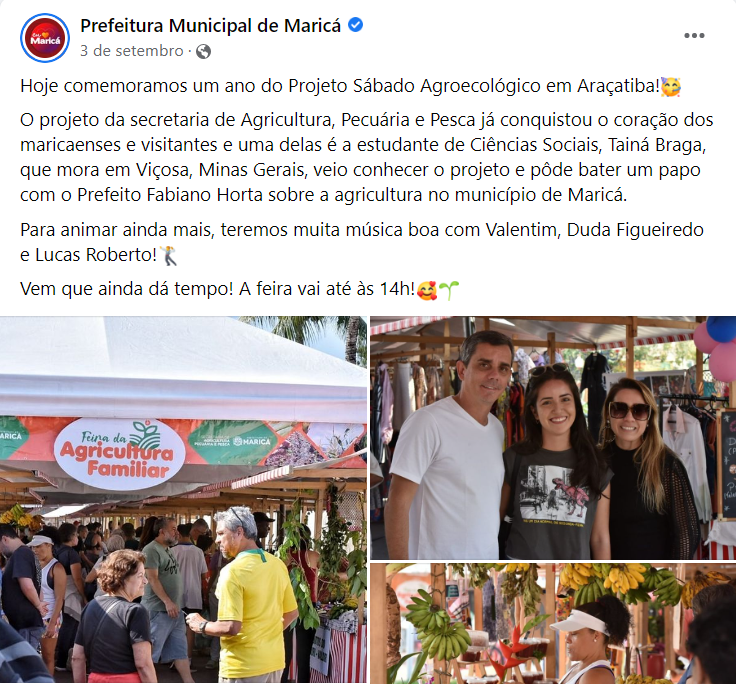 Prefeitura Municipal de Maricá
3 de setembro ·
Hoje comemoramos um ano do Projeto Sábado Agroecológico em Araçatiba!🥳
O projeto da secretaria de Agricultura, Pecuária e Pesca já conquistou o coração dos
maricaenses e visitantes e uma delas é a estudante de Ciências Sociais, Tainá Braga,
que mora em Viçosa, Minas Gerais, veio conhecer o projeto e pôde bater um papo
com o Prefeito Fabiano Horta sobre a agricultura no município de Maricá.
Para animar ainda mais, teremos muita música boa com Valentim, Duda Figueiredo
e Lucas Roberto!🕺
Vem que ainda dá tempo! A feira vai até às 14h!🥰🌱
Feira da
Agricultura
Familiar
AGRICULTURA
PECUÁRIA E PESCA
MARICÁ
Maricá